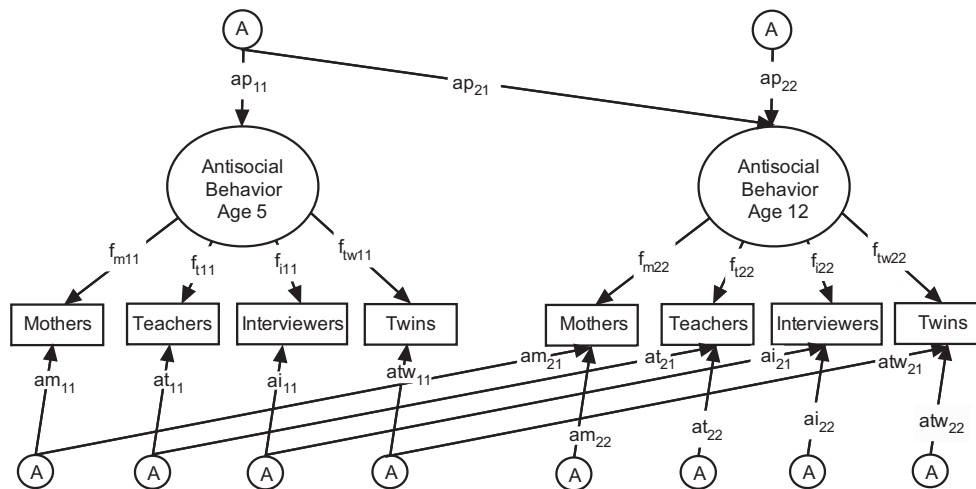 A A
ap11 ap21 ap22
Antisocial
Behavior
Age 5
Antisocial
Behavior
Age 12
fm11 ft11 fi11 ftw11 fm22 ft22 fi22 ftw22
Mothers Teachers Interviewers Twins Mothers Teachers Interviewers Twins
am11 at11 ai11 atw11 am21 at21 ai21 atw21
am22 at22 ai22 atw22
A A A A A A A A